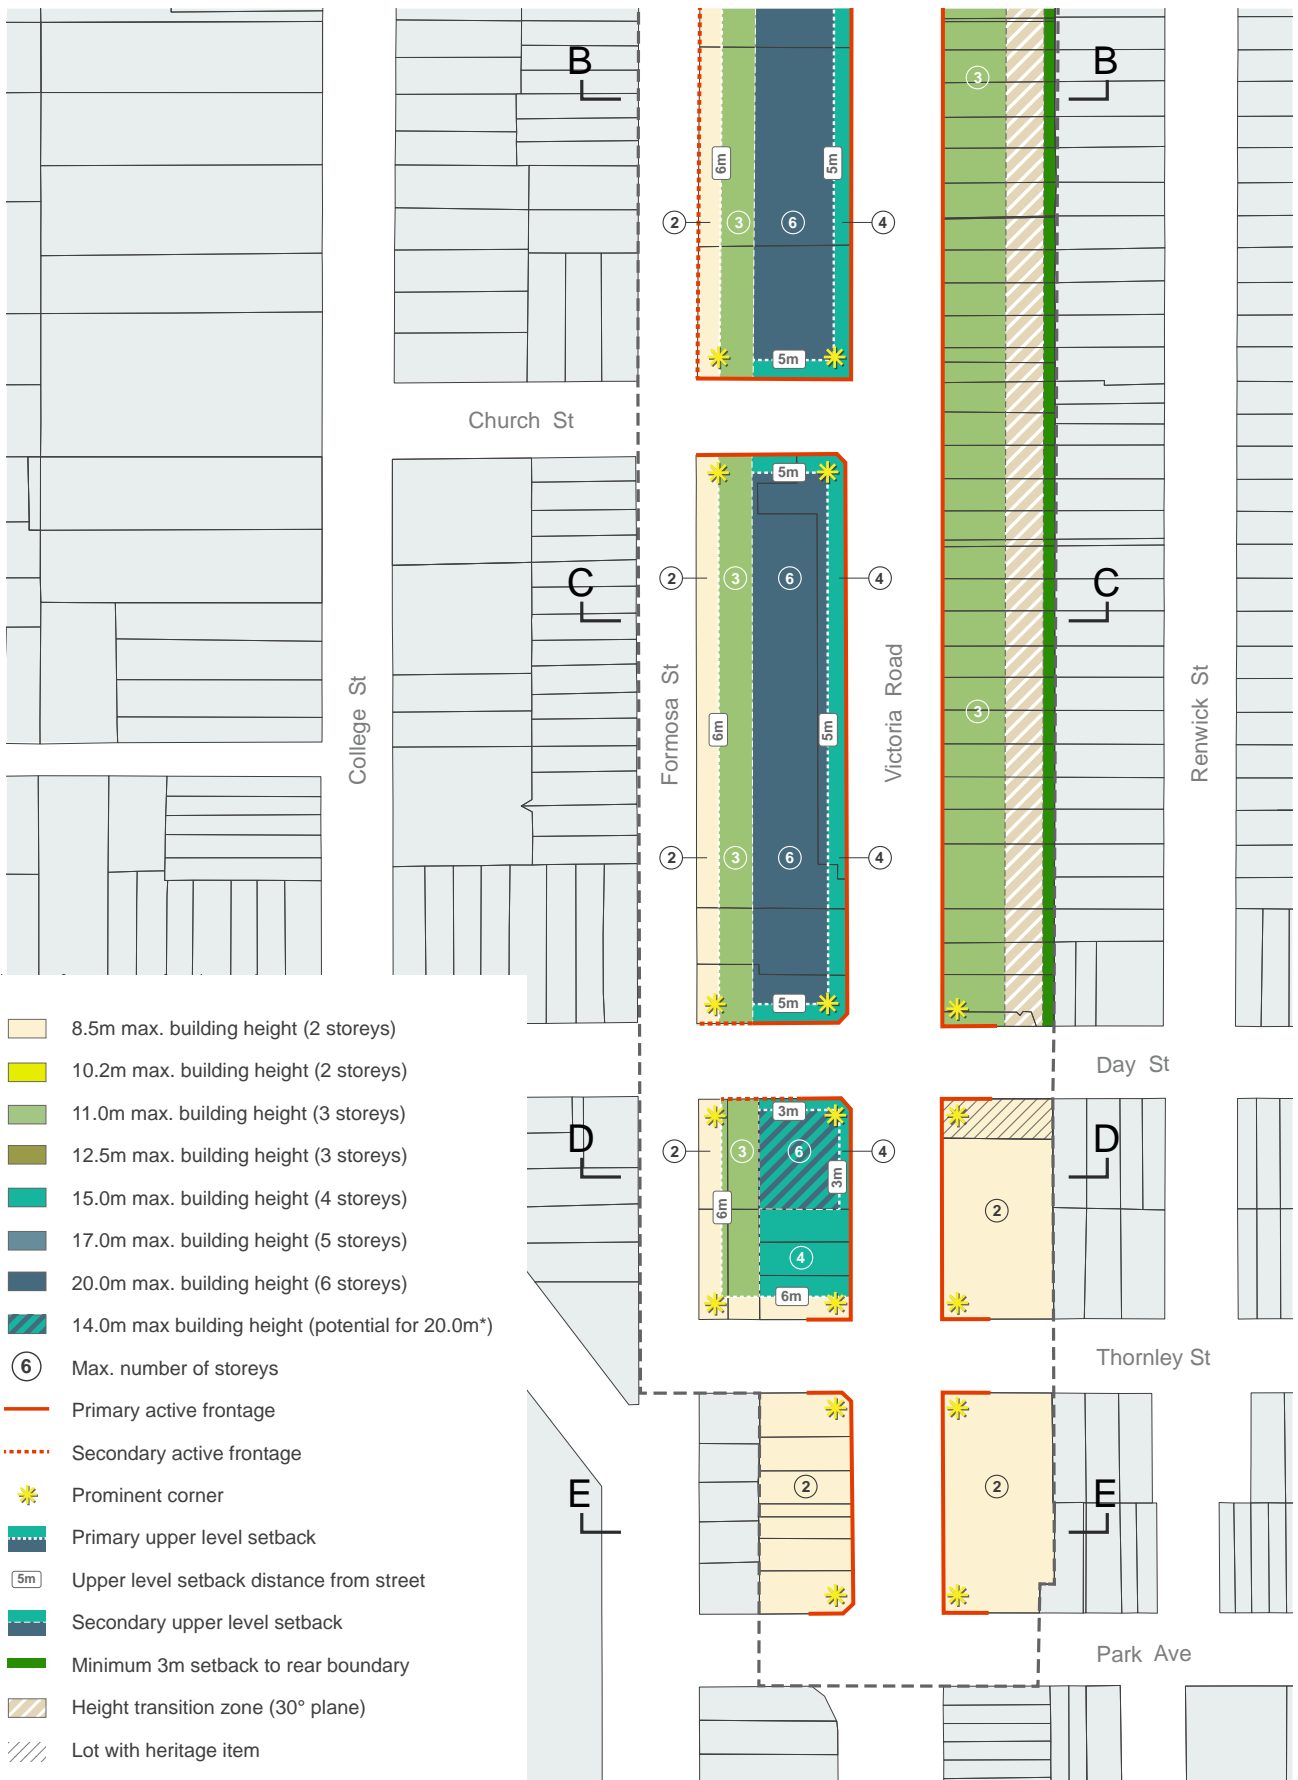 B
B
3
6m
5m
2
3
6
4
5m
Church St
5m
2
3
6
4
C
C
College St
Formosa St
6m
5m
Victoria Road
3
Renwick St
2
3
6
4
5m
Day St
3m
D
2
3
6
4
D
3m
6m
2
4
6m
Thornley St
E
2
2
E
Park Ave
8.5m max. building height (2 storeys)
10.2m max. building height (2 storeys)
11.0m max. building height (3 storeys)
12.5m max. building height (3 storeys)
15.0m max. building height (4 storeys)
17.0m max. building height (5 storeys)
20.0m max. building height (6 storeys)
14.0m max building height (potential for 20.0m*)
6 Max. number of storeys
Primary active frontage
Secondary active frontage
Prominent corner
Primary upper level setback
5m Upper level setback distance from street
Secondary upper level setback
Minimum 3m setback to rear boundary
Height transition zone (30° plane)
Lot with heritage item